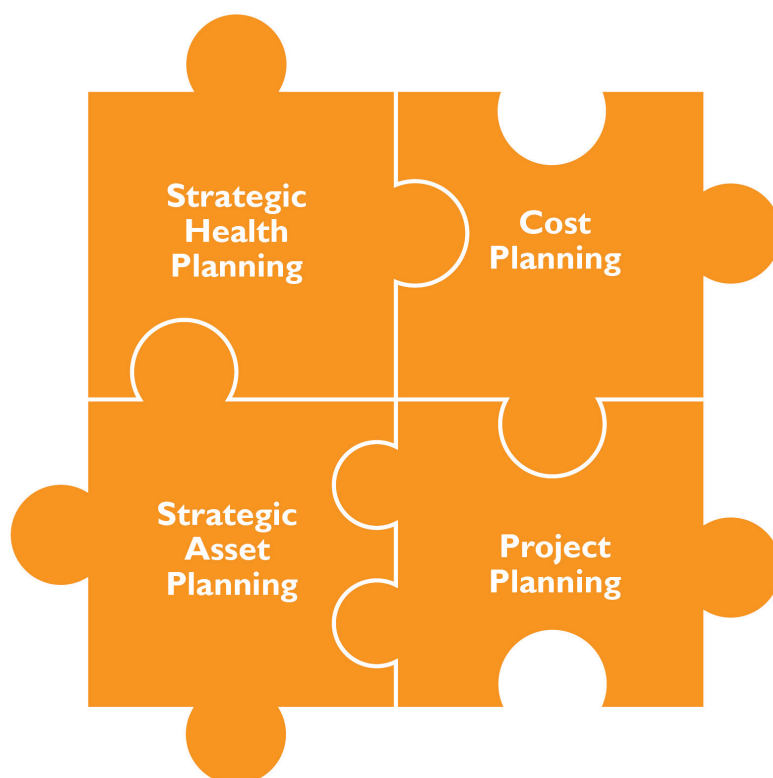 Strategic
Health
Planning
Cost
Planning
Strategic
Asset
Planning
Project
Planning